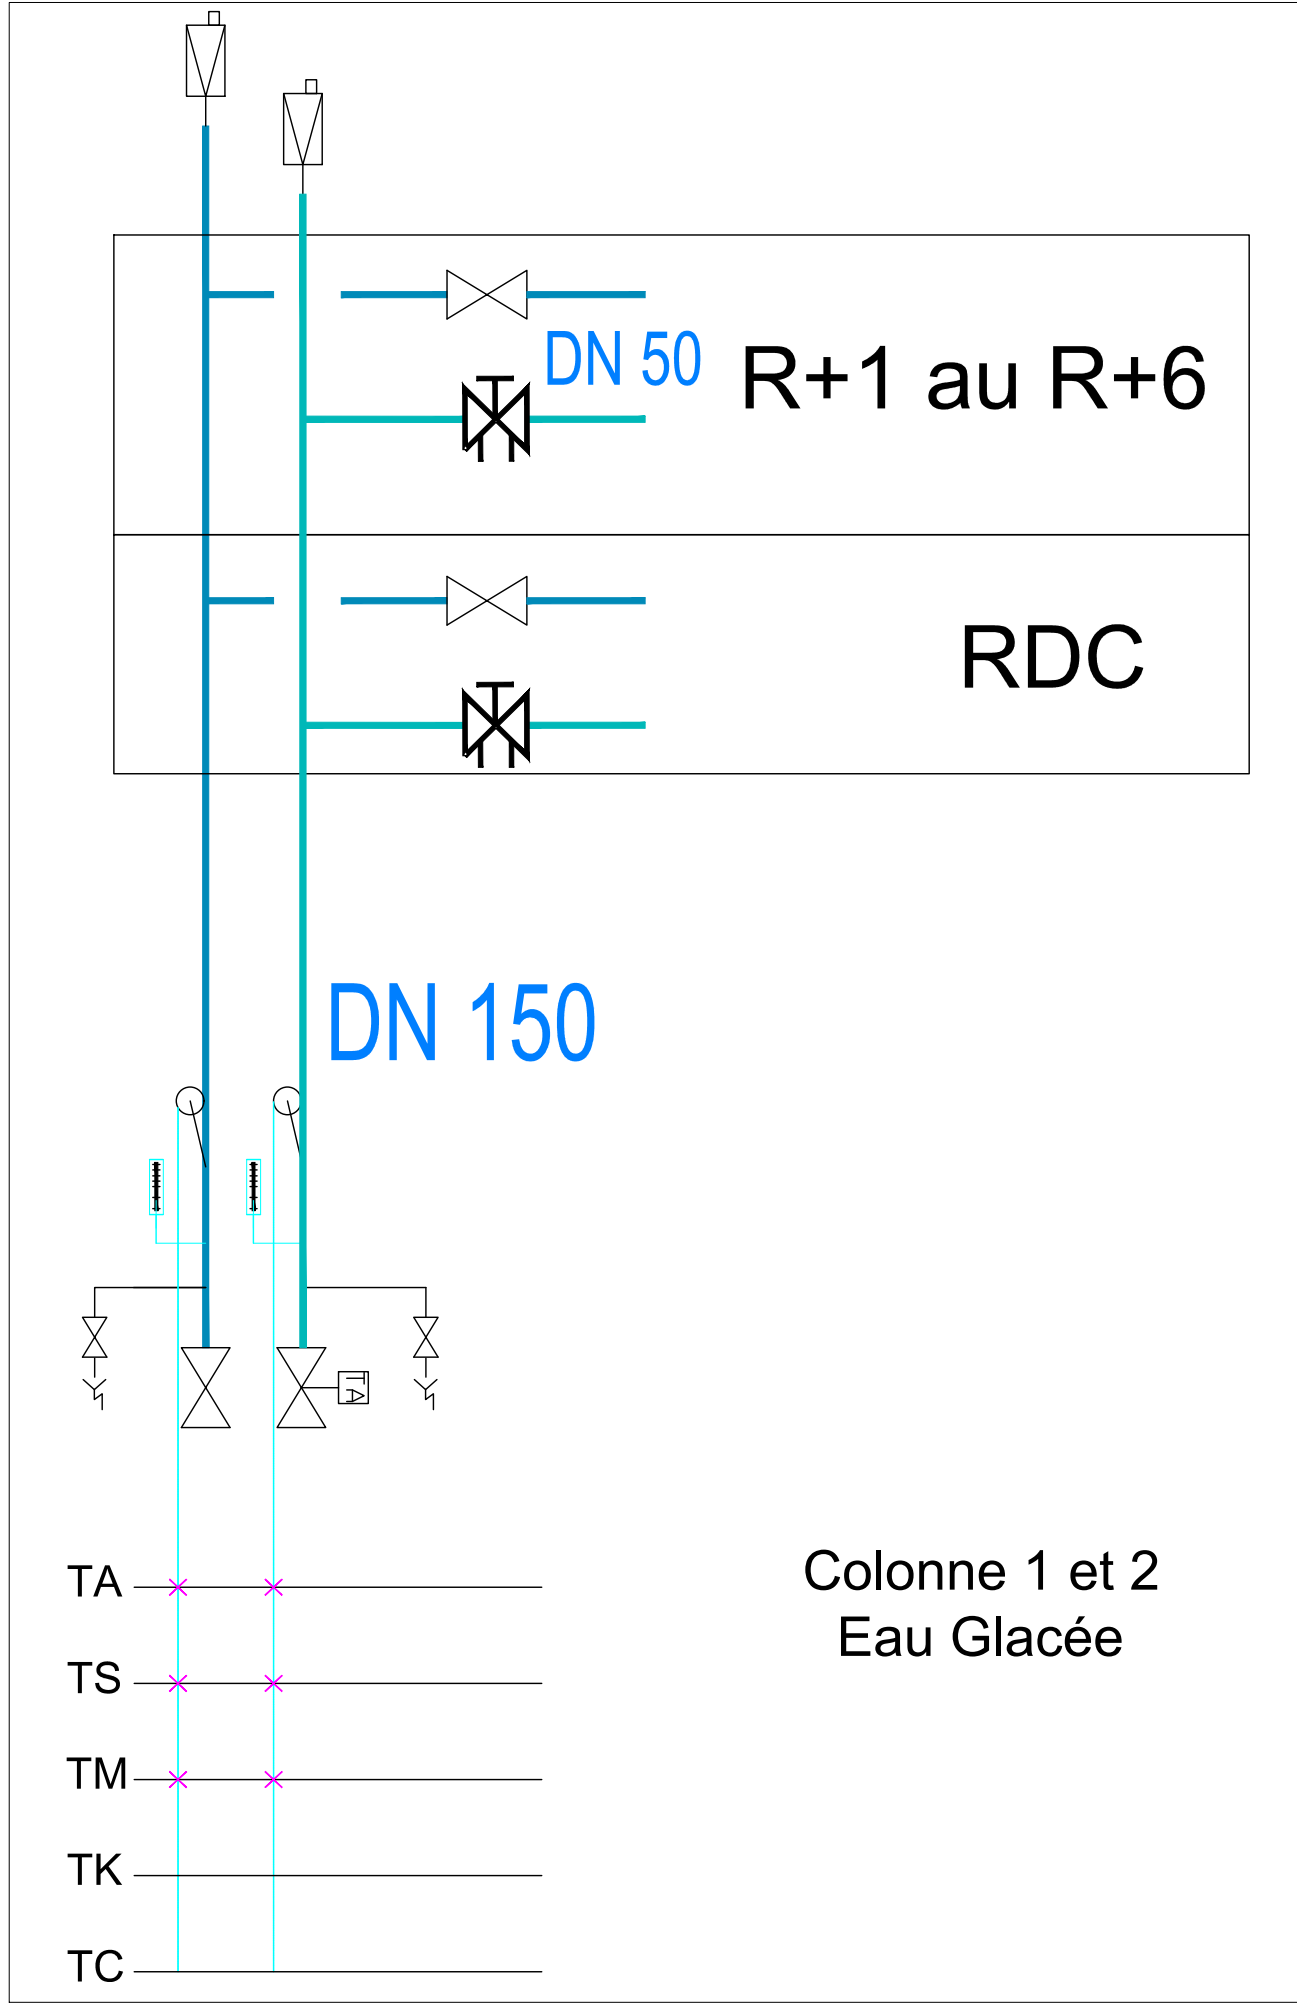 DN 50
R+1 au R+6
RDC
DN 150
TA
TA
TS
TM
TK
TC
Colonne 1 et 2
Eau Glacée